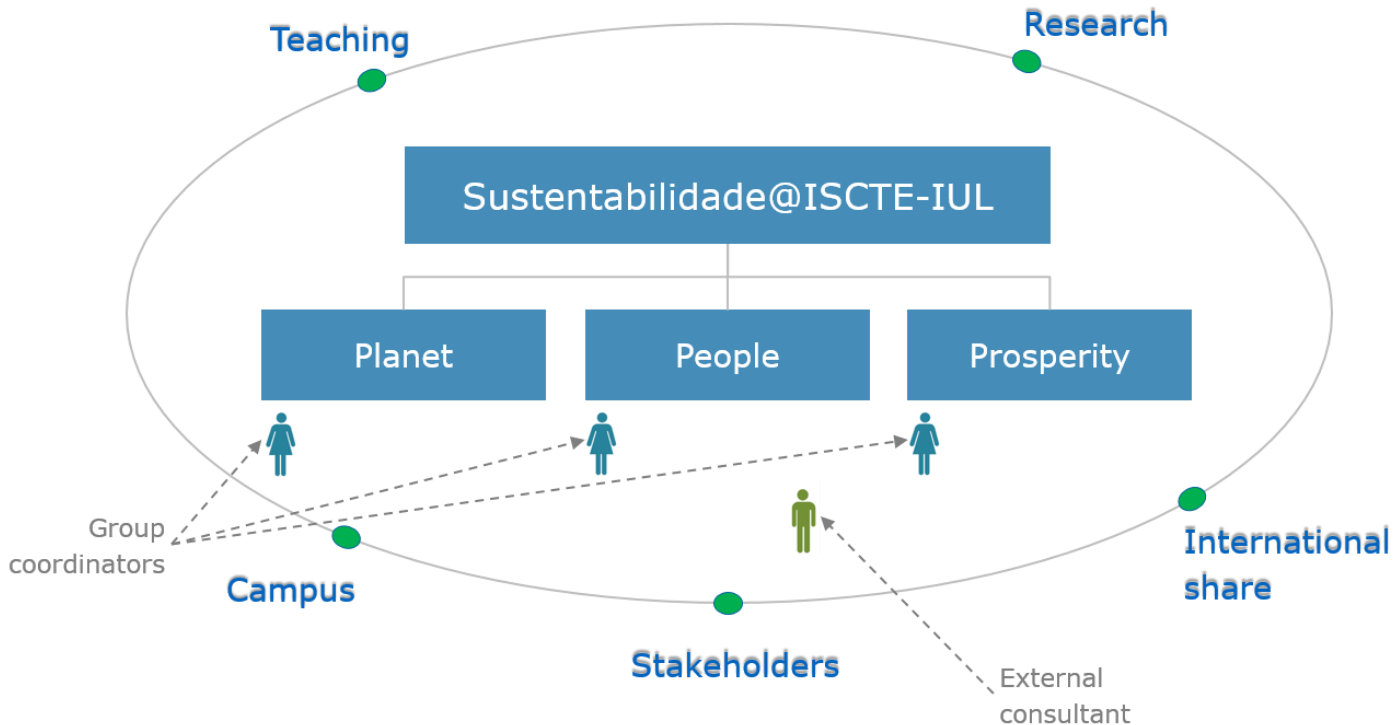 Teaching
Research
Sustentabilidade@ISCTE-IUL
Planet
People
Prosperity
Group
coordinators
Campus
Stakeholders
International
share
External
consultant